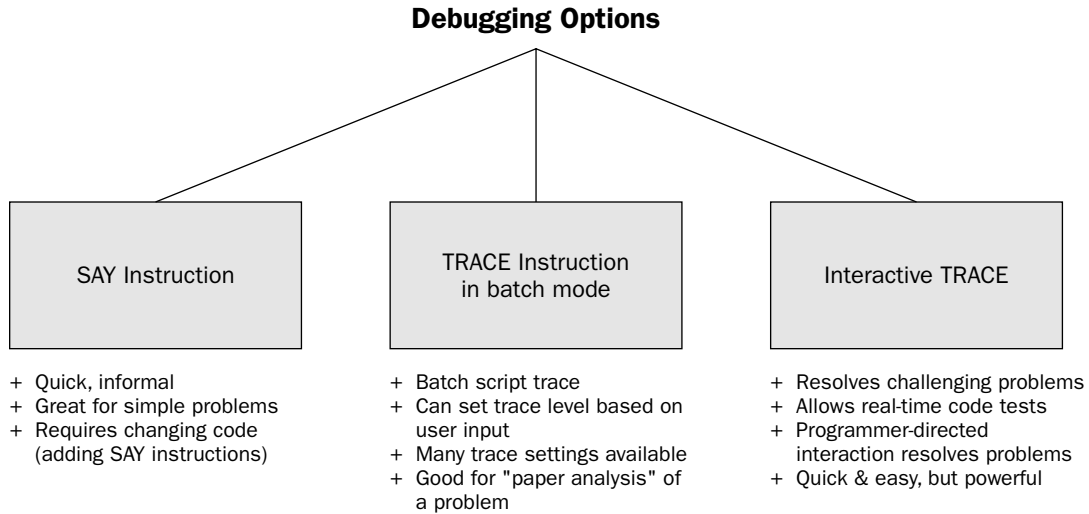 Debugging Options
SAY Instruction
TRACE Instruction
in batch mode
Interactive TRACE
+ Quick, informal
+ Great for simple problems
+ Requires changing code
(adding SAY instructions)
+ Batch script trace
+ Can set trace level based on
user input
+ Many trace settings available
+ Good for "paper analysis" of
a problem
+ Resolves challenging problems
+ Allows real-time code tests
+ Programmer-directed
interaction resolves problems
+ Quick & easy, but powerful